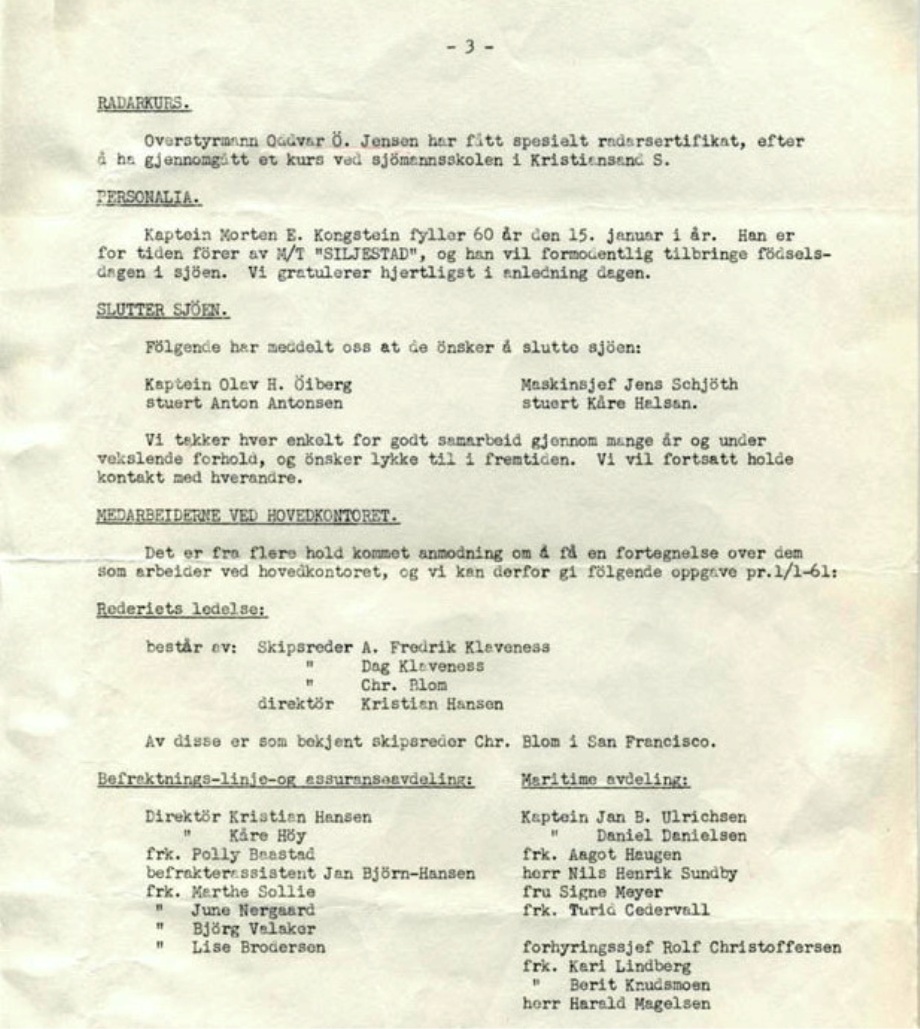 - 3 -
RADARKURS.
Overstyrmann Oddvar Ö. Jensen har fått spesielt radarsertifikat, efter
å ha gjennomgått et kurs ved sjömannsskolen i Kristiansand S.
PERSONALIA.
Kaptein Morten E. Kongstein fyller 60 år den 15. januar i år. Han er
for tiden förer av M/T "SILJESTAD", og han vil formodentlig tilbringe födsels-
dagen i sjöen. Vi gratulerer hjertligst i anledning dagen.
SLUTTER SJÖEN.
Fölgende har meddelt oss at de önsker å slutte sjöen:
Kaptein Olav H. Öiberg
stuert Anton Antonsen
Maskinsjef Jens Schjöth
stuert Kåre Halsan.
Vi takker hver enkelt for godt samarbeid gjennom mange år og under
vekslende forhold, og önsker lykke til i fremtiden. Vi vil fortsatt holde
kontakt med hverandre.
MEDARBEIDERNE VED HOVEDKONTORET.
Det er fra flere hold kommet anmodning om å få en fortegnelse over dem
som arbeider ved hovedkontoret, og vi kan derfor gi fölgende oppgave pr.1/1-61:
Rederiets ledelse:
består av: Skipsreder A. Fredrik Klaveness
" Dag Klaveness
" Chr. Blom
direktör Kristian Hansen
Av disse er som bekjent skipsreder Chr. Blom i San Francisco.
Befraktnings-linje-og assuranseavdeling:
Direktör Kristian Hansen
" Kåre Höy
frk. Polly Baastad
befrakterassistent Jan Björn-Hansen
frk. Marthe Sollie
" June Nergaard
" Björg Valaker
" Lise Brodersen
Maritime avdeling:
Kaptein Jan B. Ulrichsen
" Daniel Danielsen
frk. Aagot Haugen
herr Nils Henrik Sundby
fru Signe Meyer
frk. Turid Cedervall
forhyringssjef Rolf Christoffersen
frk. Kari Lindberg
" Berit Knudsmoen
herr Harald Magelsen